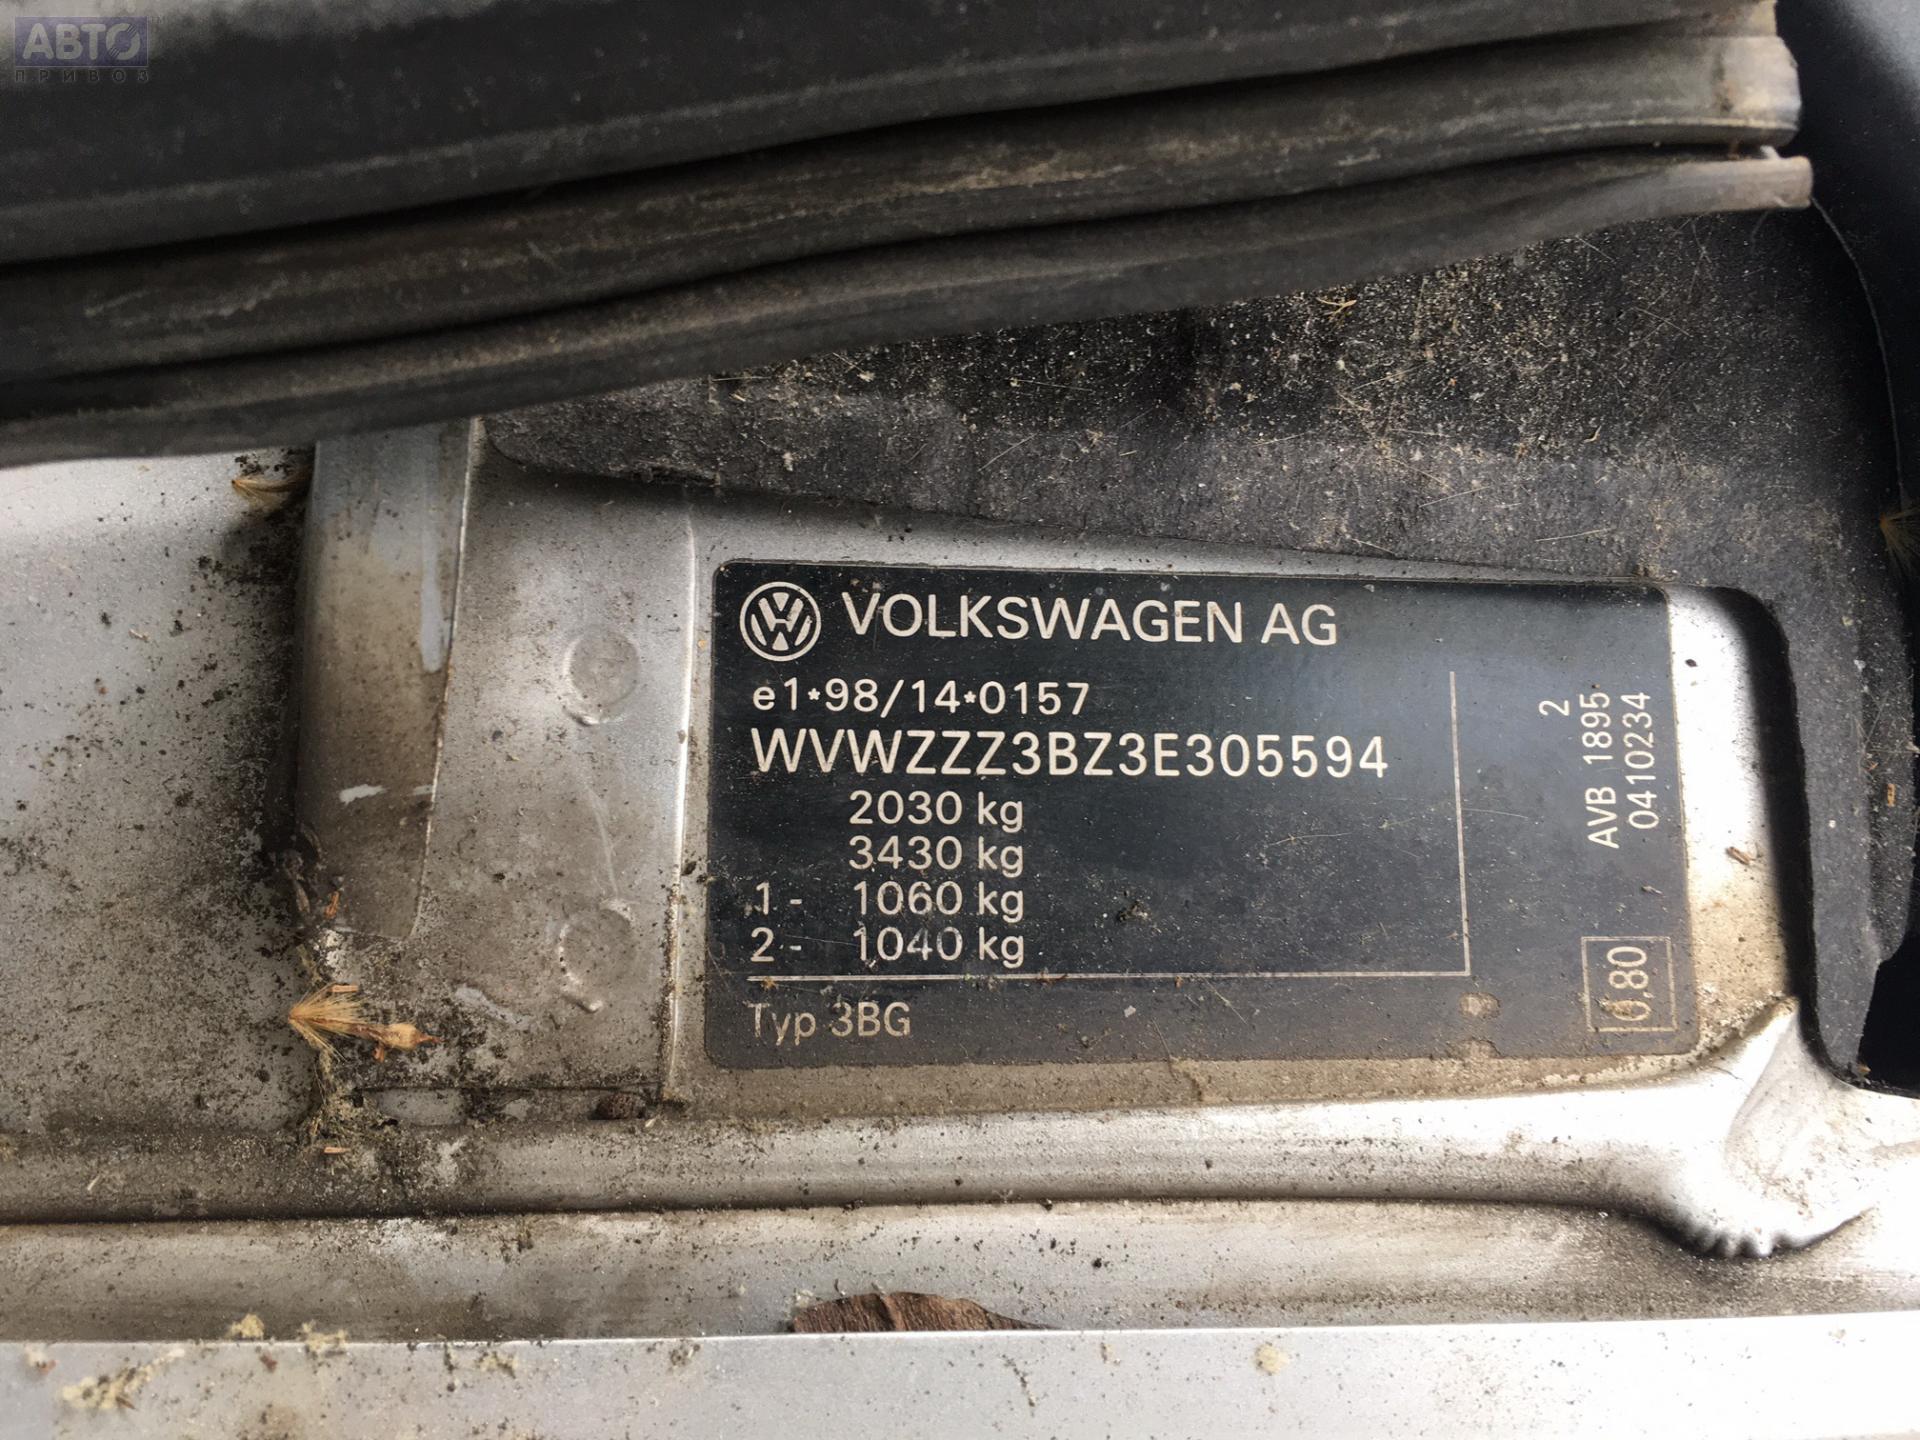 АВТО
ПРИВОЗ
VOLKSWAGEN AG
e1*98/14*0157
WVWZZZ3BZ3E305594
2030 kg
3430 kg
1- 1060 kg
2- 1040 kg
Typ 3BG
2
AVB 1895
0410234
0,80